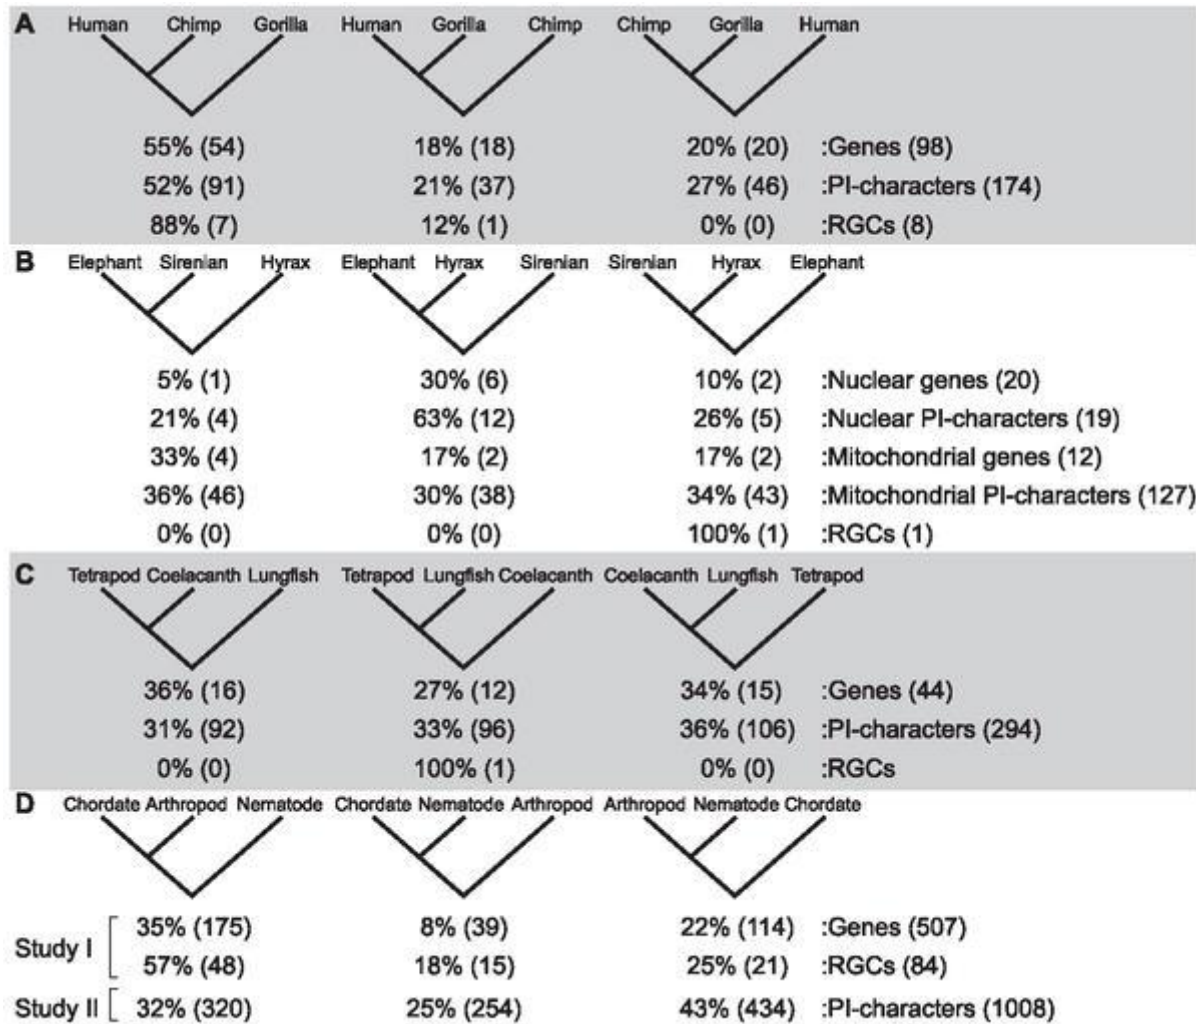 A Human Chimp Gorilla Human Gorilla Chimp Chimp Gorilla Human
55% (54) 18% (18) 20% (20) :Genes (98)
52% (91) 21% (37) 27% (46) :PI-characters (174)
88% (7) 12% (1) 0% (0) :RGCs (8)
B Elephant Sirenian Hyrax Elephant Hyrax Sirenian Sirenian Hyrax Elephant
5% (1) 30% (6) 10% (2) :Nuclear genes (20)
21% (4) 63% (12) 26% (5) :Nuclear PI-characters (19)
33% (4) 17% (2) 17% (2) :Mitochondrial genes (12)
36% (46) 30% (38) 34% (43) :Mitochondrial PI-characters (127)
0% (0) 0% (0) 100% (1) :RGCs (1)
C Tetrapod Coelacanth Lungfish Tetrapod Lungfish Coelacanth Coelacanth Lungfish Tetrapod
36% (16) 27% (12) 34% (15) :Genes (44)
31% (92) 33% (96) 36% (106) :PI-characters (294)
0% (0) 100% (1) 0% (0) :RGCs
D Chordate Arthropod Nematode Chordate Nematode Arthropod Arthropod Nematode Chordate
Study I
35% (175) 8% (39) 22% (114) :Genes (507)
57% (48) 18% (15) 25% (21) :RGCs (84)
Study II 32% (320) 25% (254) 43% (434) :PI-characters (1008)